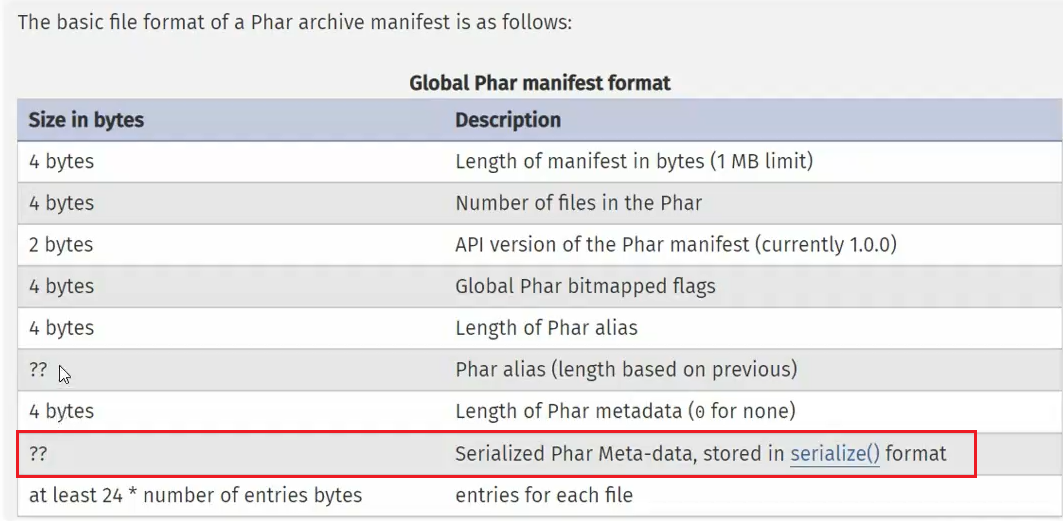 The basic file format of a Phar archive manifest is as follows:
Global Phar manifest format
Size in bytes Description
4 bytes Length of manifest in bytes (1 MB limit)
4 bytes Number of files in the Phar
2 bytes API version of the Phar manifest (currently 1.0.0)
4 bytes Global Phar bitmapped flags
4 bytes Length of Phar alias
?? Phar alias (length based on previous)
4 bytes Length of Phar metadata (0 for none)
?? Serialized Phar Meta-data, stored in serialize() format
at least 24 * number of entries bytes entries for each file